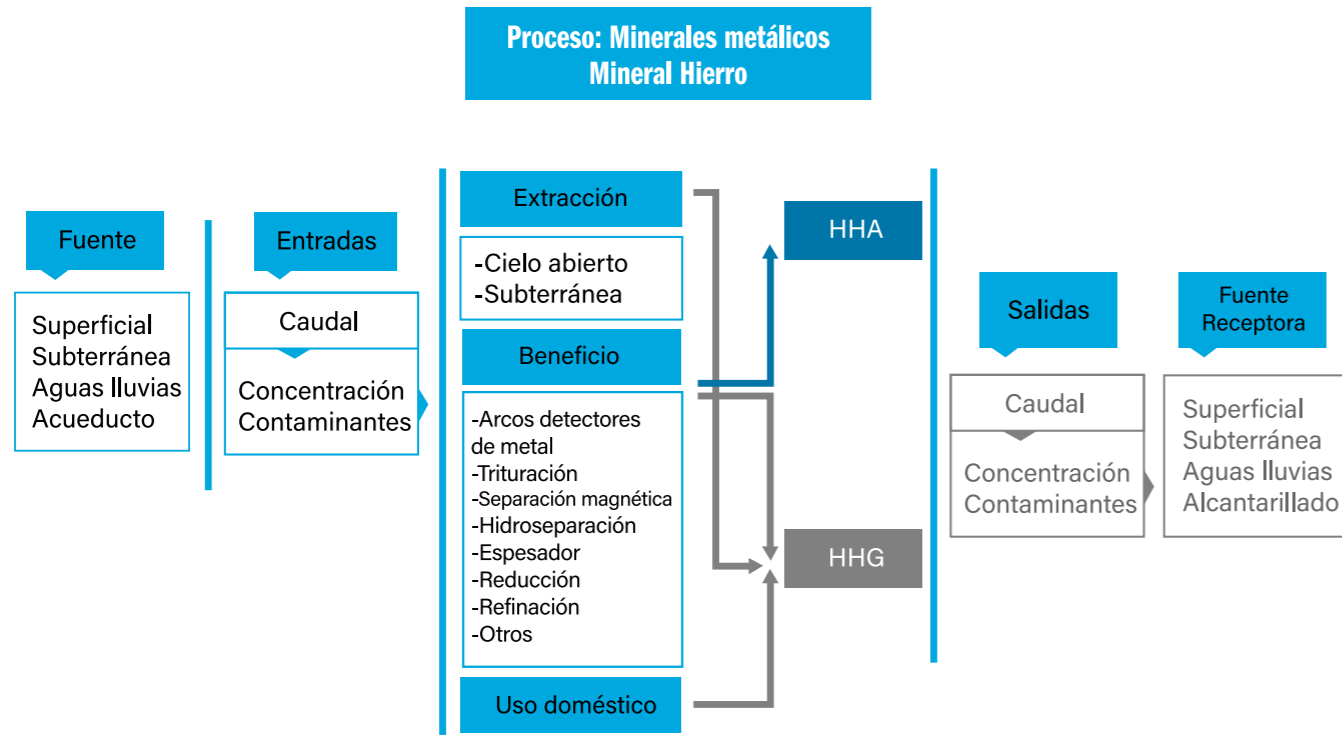 Proceso: Minerales metálicos
Mineral Hierro
Fuente
Superficial
Subterránea
Aguas lluvias
Acueducto
Entradas
Caudal
Concentración
Contaminantes
Extracción
-Cielo abierto
-Subterránea
Beneficio
-Arcos detectores
de metal
-Trituración
-Separación magnética
-Hidroseparación
-Espesador
-Reducción
-Refinación
-Otros
Uso doméstico
HHA
HHG
Salidas
Caudal
Concentración
Contaminantes
Fuente
Receptora
Superficial
Subterránea
Aguas lluvias
Alcantarillado